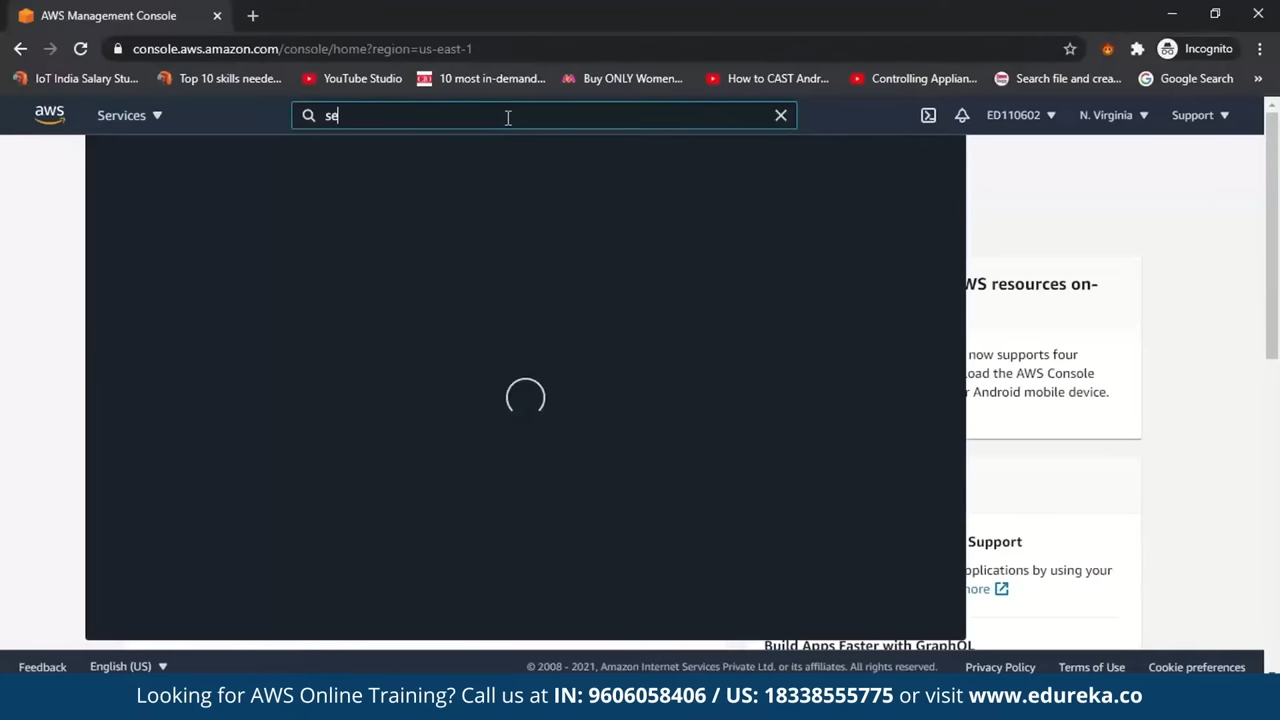 AWS Management Console
console.aws.amazon.com/console/home?region=us-east-1
Incognito
IoT India Salary Stu...
Top 10 skills neede...
YouTube Studio
10 most in-demand...
Buy ONLY Women...
How to CAST Andr...
Controlling Applian...
Search file and crea...
Google Search
»
aws
Services
se
ED110602
N. Virginia
Support
WS resources on-
now supports four
oad the AWS Console
r Android mobile device.
Support
pplications by using your
nore
Build Apps Faster with GraphQL
Feedback
English (US)
© 2008 - 2021, Amazon Internet Services Private Ltd. or its affiliates. All rights reserved.
Privacy Policy
Terms of Use
Cookie preferences
Looking for AWS Online Training? Call us at IN: 9606058406 / US: 18338555775 or visit www.edureka.co